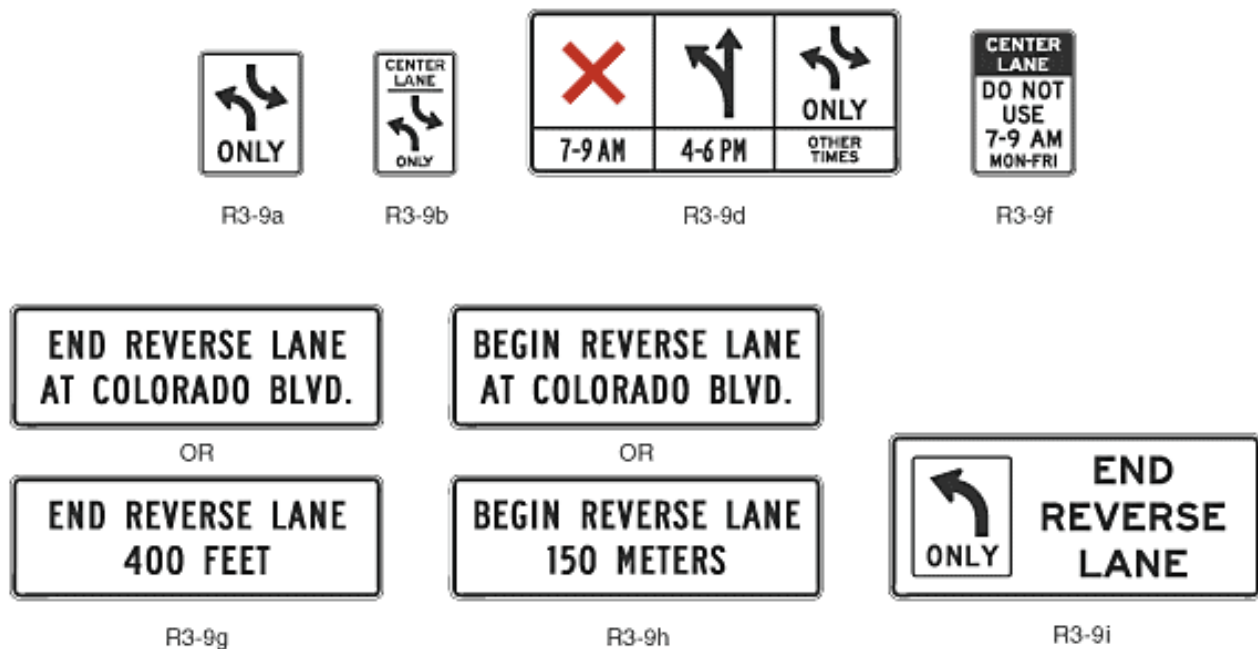 ONLY
R3-9a
CENTER
LANE
ONLY
R3-9b
7-9 AM
4-6 PM
ONLY
OTHER
TIMES
R3-9d
CENTER
LANE
DO NOT
USE
7-9 AM
MON-FRI
R3-9f
END REVERSE LANE
AT COLORADO BLVD.
OR
END REVERSE LANE
400 FEET
R3-9g
BEGIN REVERSE LANE
AT COLORADO BLVD.
OR
BEGIN REVERSE LANE
150 METERS
R3-9h
ONLY
END
REVERSE
LANE
R3-9i